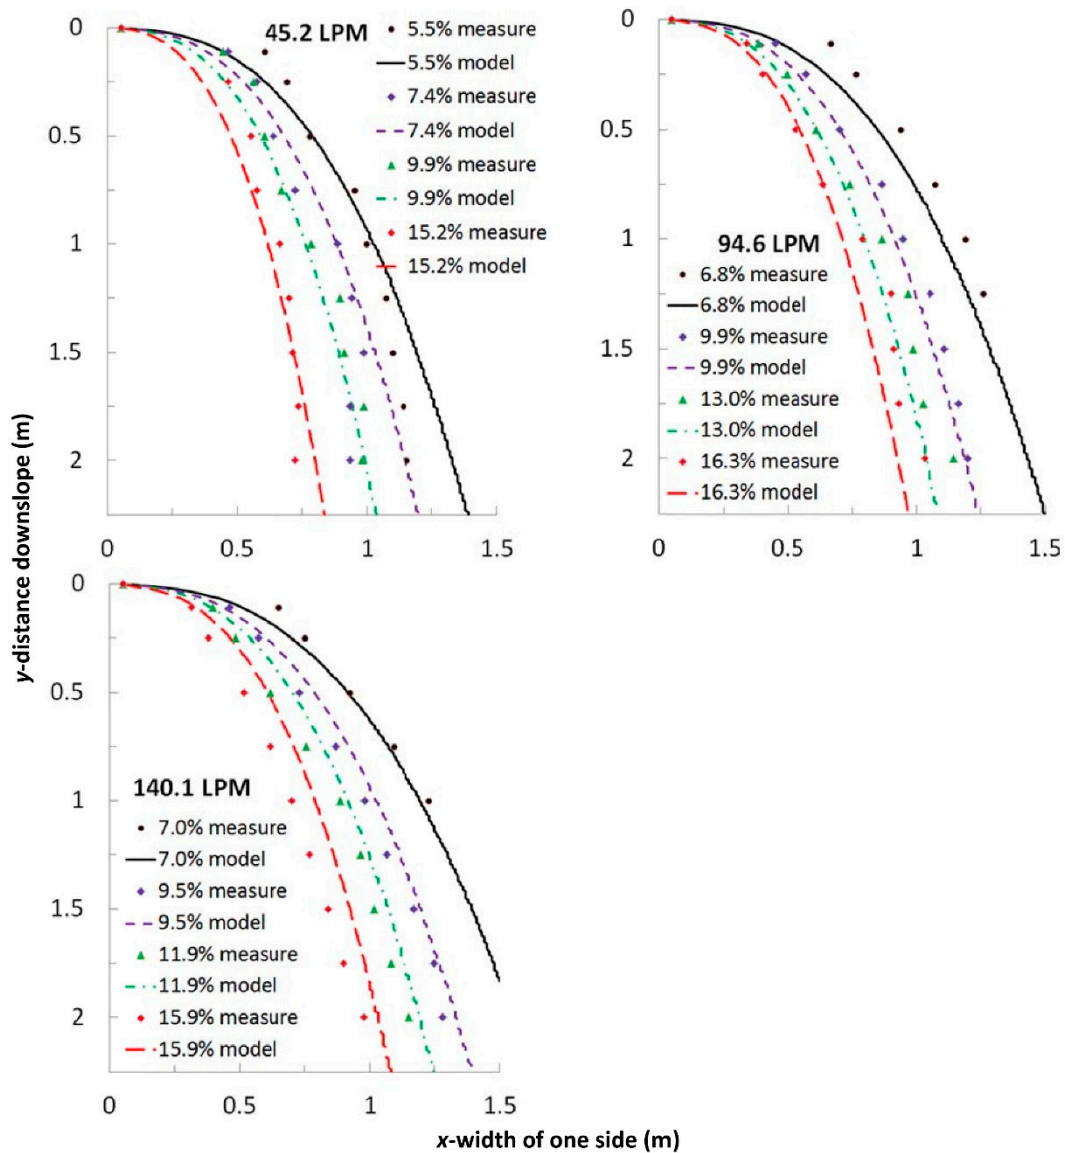 45.2 LPM
5.5% measure
5.5% model
7.4% measure
7.4% model
9.9% measure
9.9% model
15.2% measure
15.2% model
0
0.5
1
1.5
2
0 0.5 1 1.5
94.6 LPM
6.8% measure
6.8% model
9.9% measure
9.9% model
13.0% measure
13.0% model
16.3% measure
16.3% model
0
0.5
1
1.5
2
0 0.5 1 1.5
y-distance downslope (m)
140.1 LPM
7.0% measure
7.0% model
9.5% measure
9.5% model
11.9% measure
11.9% model
15.9% measure
15.9% model
0
0.5
1
1.5
2
0 0.5 1 1.5
x-width of one side (m)